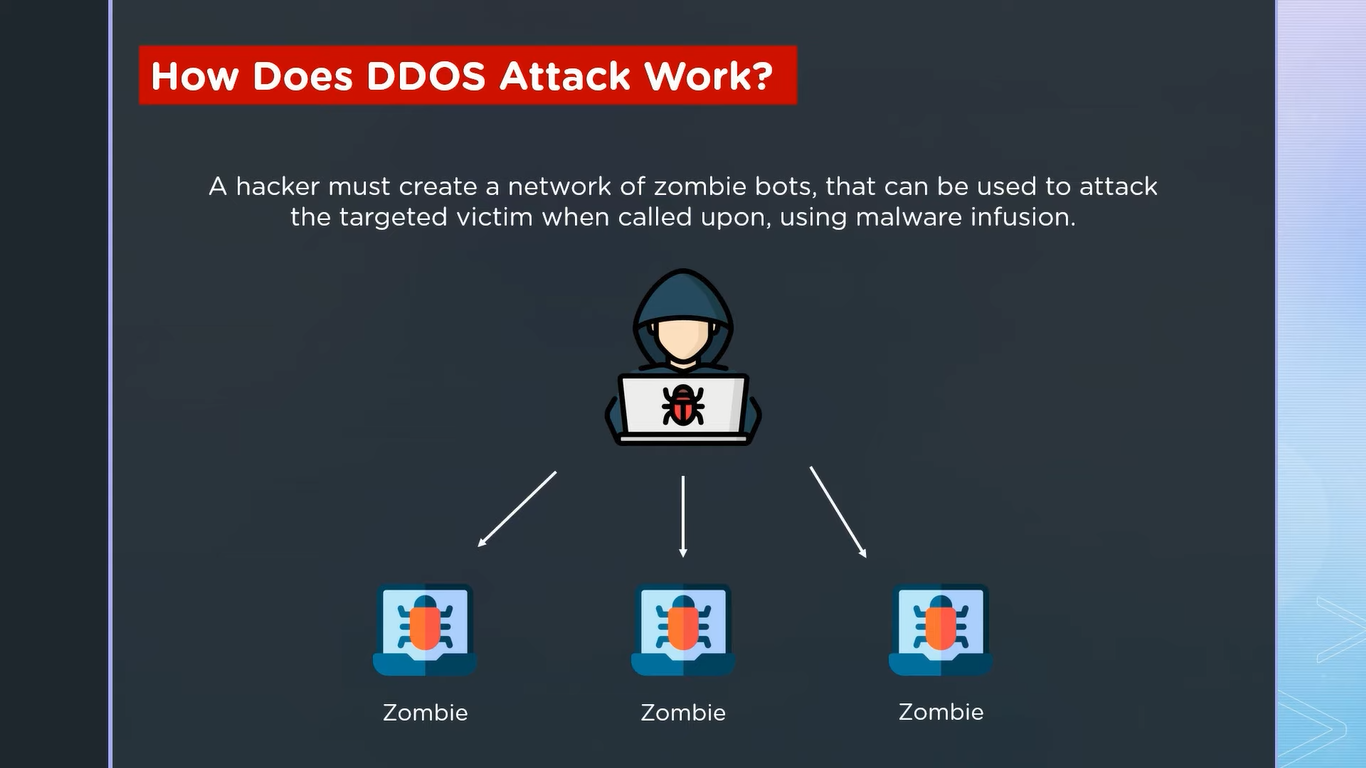 How Does DDOS Attack Work?
A hacker must create a network of zombie bots, that can be used to attack
the targeted victim when called upon, using malware infusion.
Zombie
Zombie
Zombie